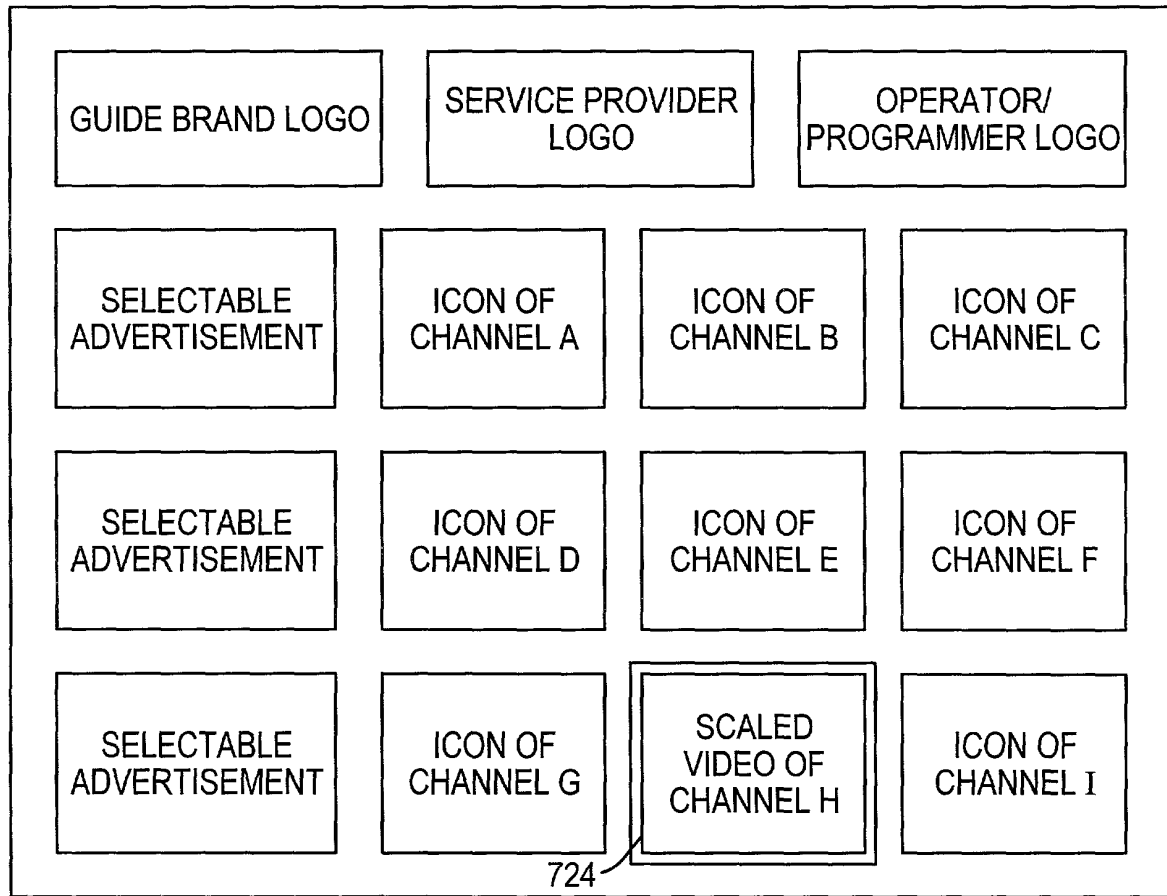 GUIDE BRAND LOGO
SERVICE PROVIDER
LOGO
OPERATOR/
PROGRAMMER LOGO
SELECTABLE
ADVERTISEMENT
ICON OF
CHANNEL A
ICON OF
CHANNEL B
ICON OF
CHANNEL C
SELECTABLE
ADVERTISEMENT
ICON OF
CHANNEL D
ICON OF
CHANNEL E
ICON OF
CHANNEL F
SELECTABLE
ADVERTISEMENT
ICON OF
CHANNEL G
SCALED
VIDEO OF
CHANNEL H
ICON OF
CHANNEL I
724